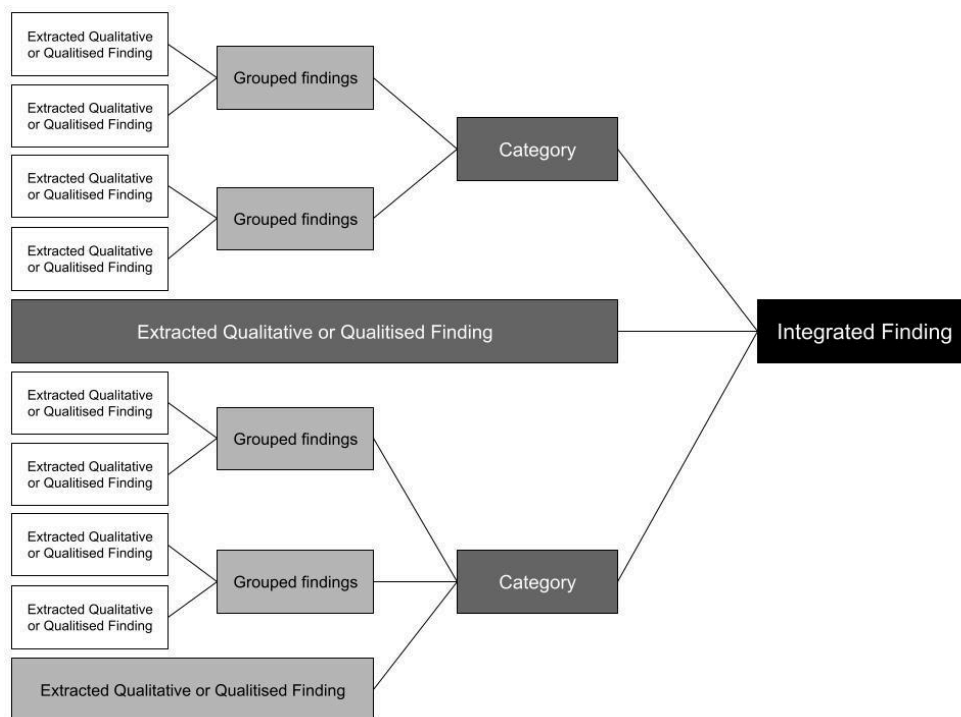 Extracted Qualitative
or Qualitised Finding
Grouped findings
Extracted Qualitative
or Qualitised Finding
Category
Extracted Qualitative
or Qualitised Finding
Grouped findings
Extracted Qualitative
or Qualitised Finding
Extracted Qualitative or Qualitised Finding
Integrated Finding
Extracted Qualitative
or Qualitised Finding
Grouped findings
Extracted Qualitative
or Qualitised Finding
Extracted Qualitative
or Qualitised Finding
Grouped findings
Category
Extracted Qualitative
or Qualitised Finding
Extracted Qualitative or Qualitised Finding